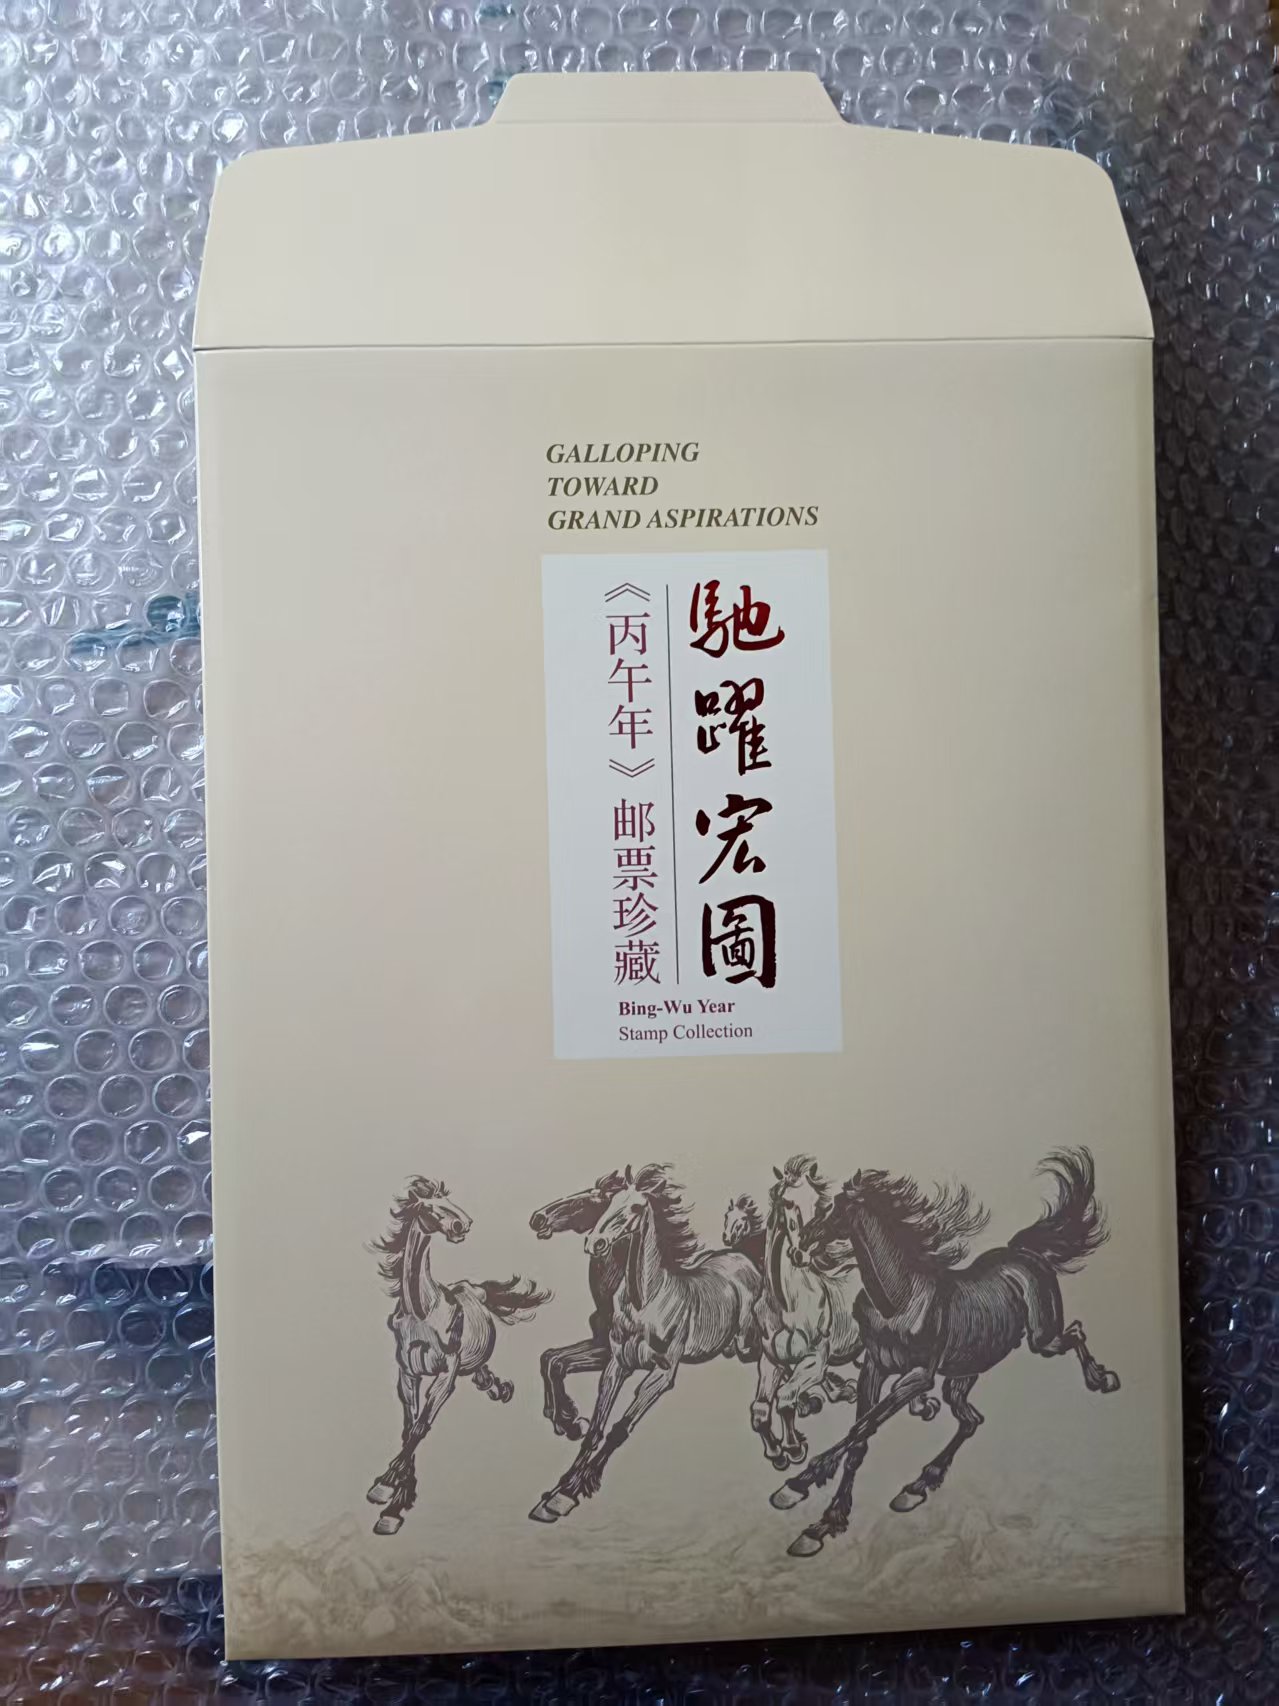 GALLOPING
TOWARD
GRAND ASPIRATIONS
馳躍宏圖
《丙午年》邮票珍藏
Bing-Wu Year
Stamp Collection